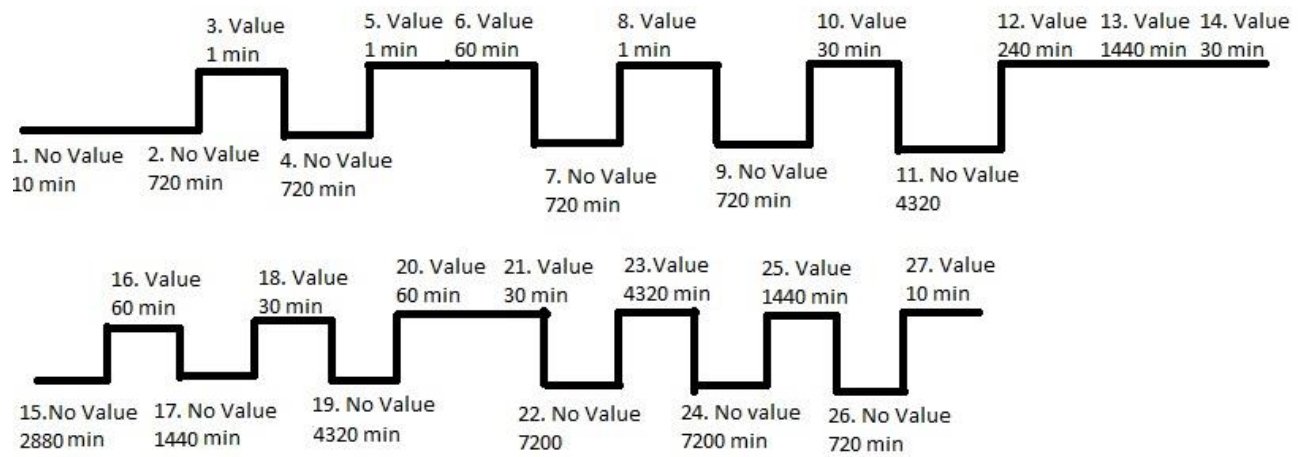 3. Value
1 min
5. Value
1 min
6. Value
60 min
8. Value
1 min
10. Value
30 min
12. Value
240 min
13. Value
1440 min
14. Value
30 min
1. No Value
10 min
2. No Value
720 min
4. No Value
720 min
7. No Value
720 min
9. No Value
720 min
11. No Value
4320
16. Value
60 min
18. Value
30 min
20. Value
60 min
21. Value
30 min
23.Value
4320 min
25. Value
1440 min
27. Value
10 min
15.No Value
2880 min
17. No Value
1440 min
19. No Value
4320 min
22. No Value
7200
24. No value
7200 min
26. No Value
720 min